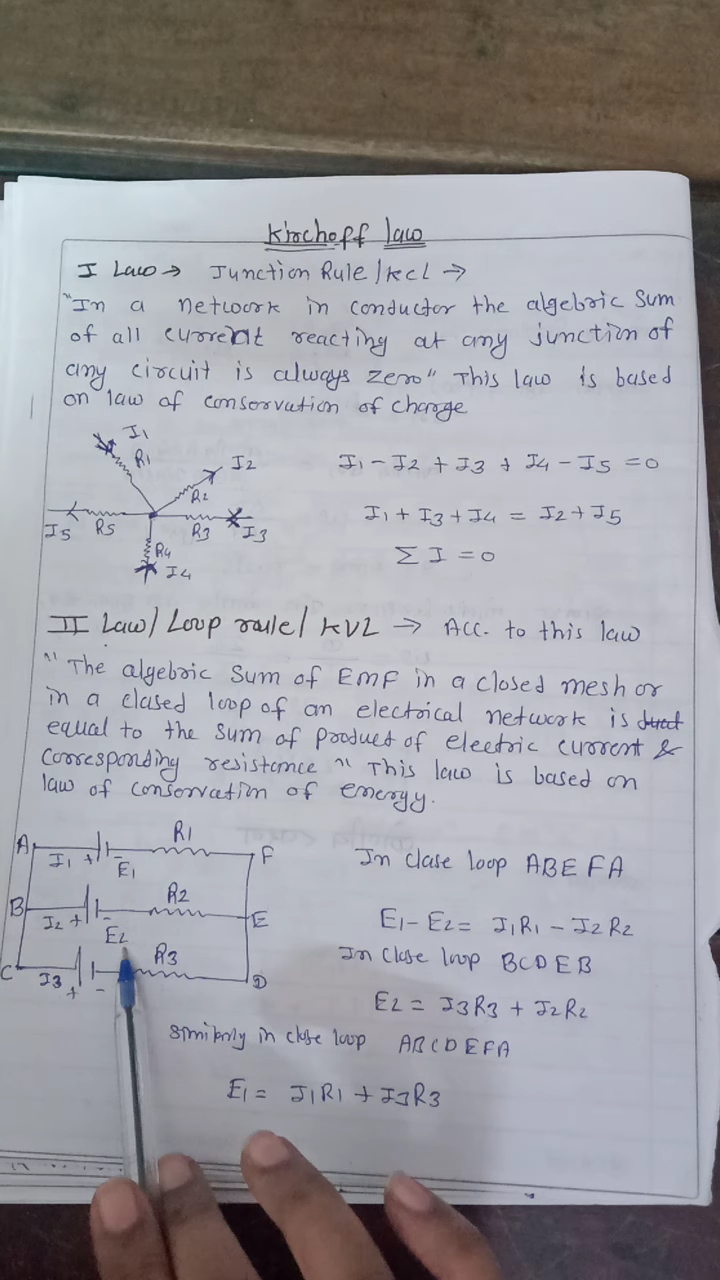 Kirchoff law
I Law → Junction Rule/KCL →
"In a network in conductor the algebric sum
of all current reacting at any junction of
any circuit is always zero" This law is based
on law of conservation of charge
I1
R1
I2
R2
I5
R5
R3
I3
R4
I4
I1 - I2 + I3 + I4 - I5 = 0
I1 + I3 + I4 = I2 + I5
Σ I = 0
II Law/ Loop rule/ KVL → Acc. to this law
" The algebric sum of EMF in a closed mesh or
in a clased loop of an electrical network is
equal to the sum of product of electric current &
corresponding resistance " This law is based on
law of conservation of energy.
A
I1
+
-
E1
R1
F
B
I2
+
-
E2
R2
E
C
I3
+
-
R3
D
In clase loop ABEFA
E1 - E2 = I1R1 - I2R2
In close loop BCDEB
E2 = I3R3 + I2R2
similarly in close loop ABCDEFA
E1 = I1R1 + I3R3